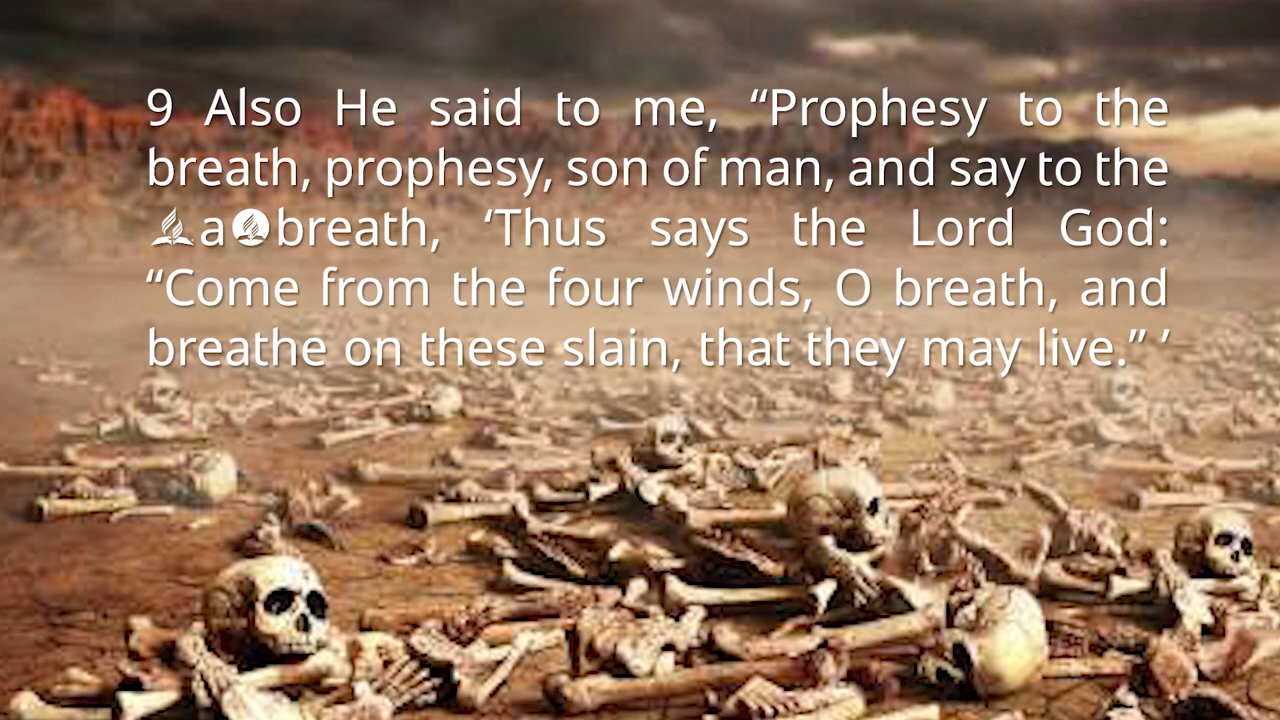 9 Also He said to me, “Prophesy to the
breath, prophesy, son of man, and say to the
abreath, ‘Thus says the Lord God:
“Come from the four winds, O breath, and
breathe on these slain, that they may live.” ’